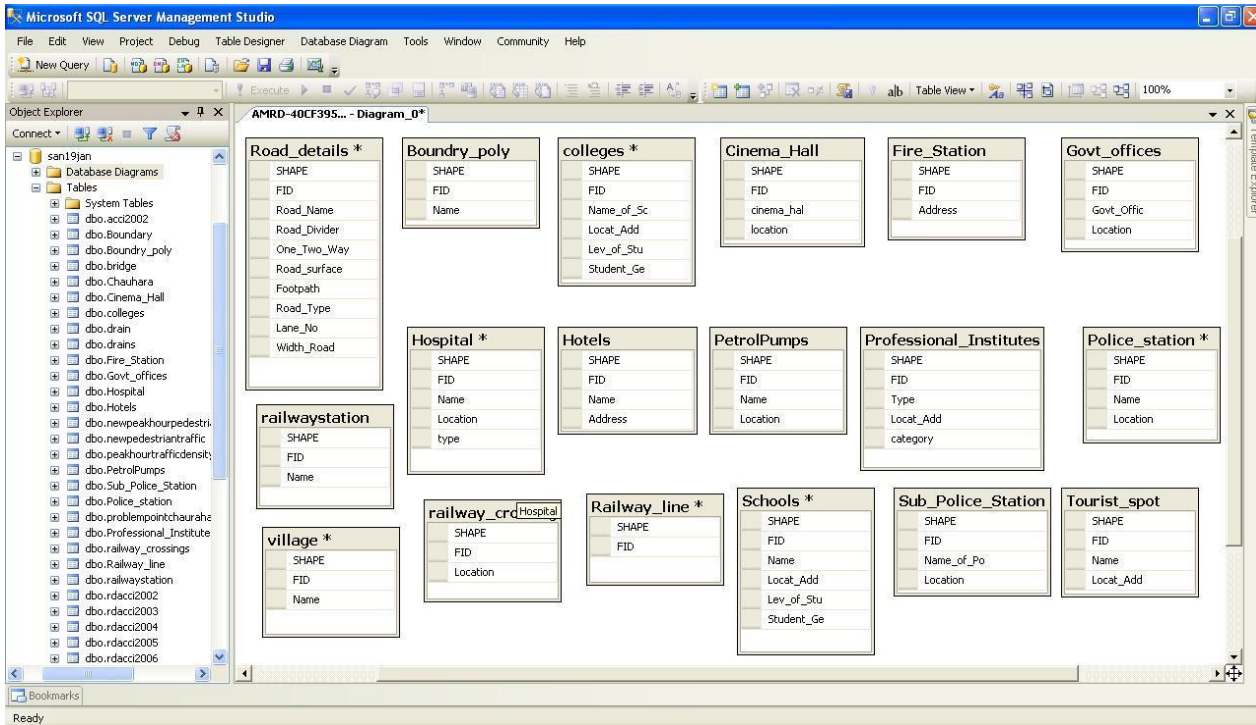 Microsoft SQL Server Management Studio
File Edit View Project Debug Table Designer Database Diagram Tools Window Community Help
New Query
Execute Table View 100%
Object Explorer
Connect
san19jan
Database Diagrams
Tables
System Tables
dbo.acci2002
dbo.Boundary
dbo.Boundry_poly
dbo.bridge
dbo.Chauhara
dbo.Cinema_Hall
dbo.colleges
dbo.drain
dbo.drains
dbo.Fire_Station
dbo.Govt_offices
dbo.Hospital
dbo.Hotels
dbo.newpeakhourpedestri
dbo.newpedestriantraffic
dbo.peakhourtrafficdensity
dbo.PetrolPumps
dbo.Sub_Police_Station
dbo.Police_station
dbo.problempointchauraha
dbo.Professional_Institute
dbo.railway_crossings
dbo.Railway_line
dbo.railwaystation
dbo.rdacci2002
dbo.rdacci2003
dbo.rdacci2004
dbo.rdacci2005
dbo.rdacci2006
AMRD-40CF395... - Diagram_0*
Road_details *
SHAPE
FID
Road_Name
Road_Divider
One_Two_Way
Road_surface
Footpath
Road_Type
Lane_No
Width_Road
Boundry_poly
SHAPE
FID
Name
colleges *
SHAPE
FID
Name_of_Sc
Locat_Add
Lev_of_Stu
Student_Ge
Cinema_Hall
SHAPE
FID
cinema_hal
location
Fire_Station
SHAPE
FID
Address
Govt_offices
SHAPE
FID
Govt_Offic
Location
Hospital *
SHAPE
FID
Name
Location
type
Hotels
SHAPE
FID
Name
Address
PetrolPumps
SHAPE
FID
Name
Location
Professional_Institutes
SHAPE
FID
Type
Locat_Add
category
Police_station *
SHAPE
FID
Name
Location
railwaystation
SHAPE
FID
Name
village *
SHAPE
FID
Name
railway_cro
Hospital
SHAPE
FID
Location
Railway_line *
SHAPE
FID
Schools *
SHAPE
FID
Name
Locat_Add
Lev_of_Stu
Student_Ge
Sub_Police_Station
SHAPE
FID
Name_of_Po
Location
Tourist_spot
SHAPE
FID
Name
Locat_Add
Template Explorer
Bookmarks
Ready